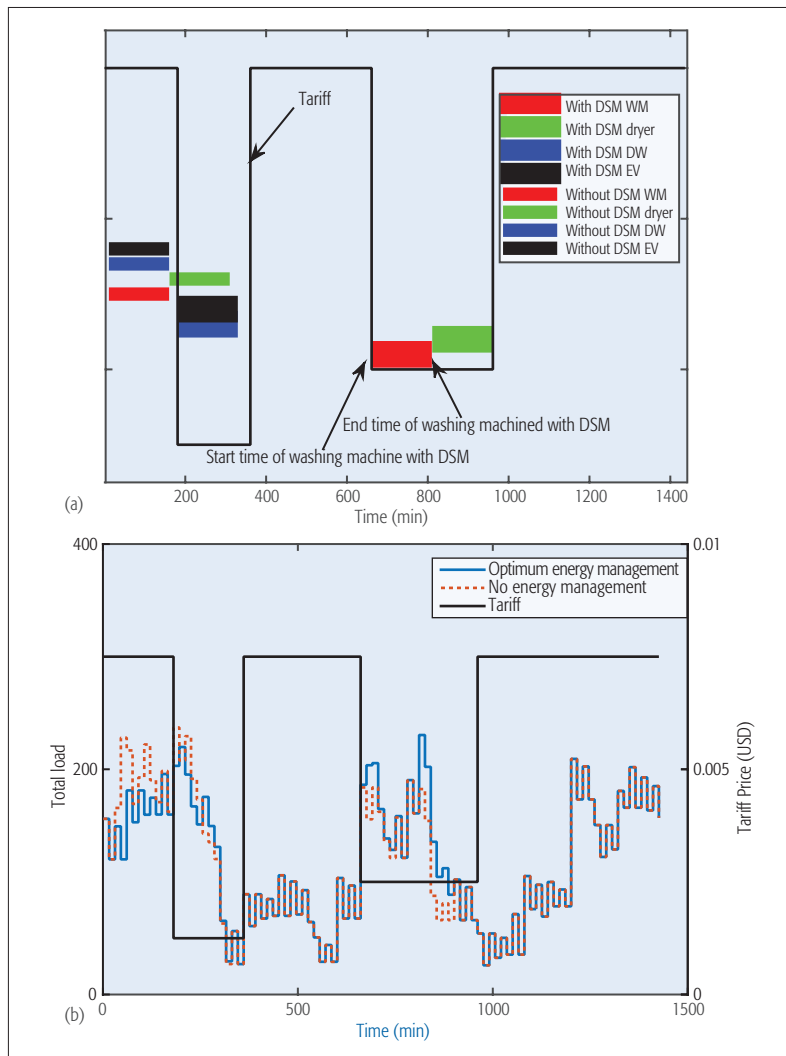 Tariff
With DSM WM
With DSM dryer
With DSM DW
With DSM EV
Without DSM WM
Without DSM dryer
Without DSM DW
Without DSM EV
End time of washing machined with DSM
Start time of washing machine with DSM
200 400 600 800 1000 1200 1400
(a)
Time (min)
400 0.01
Optimum energy management
No energy management
Tariff
300
Total load
200 0.005
Tariff Price (USD)
100
0 0
0 500 1000 1500
(b)
Time (min)